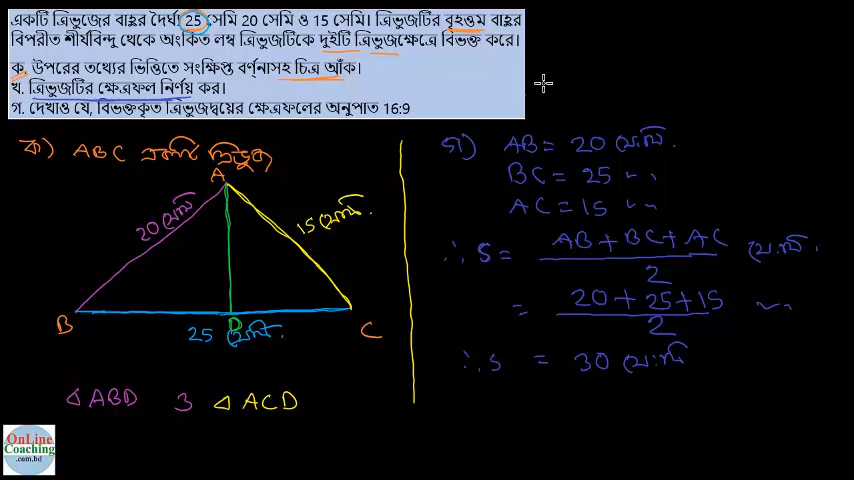 একটি ত্রিভুজের বাহুর দৈর্ঘ্য 25 সেমি 20 সেমি ও 15 সেমি। ত্রিভুজটির বৃহত্তম বাহুর
বিপরীত শীর্ষবিন্দু থেকে অংকিত লম্ব ত্রিভুজটিকে দুইটি ত্রিভুজক্ষেত্রে বিভক্ত করে।
ক. উপরের তথ্যের ভিত্তিতে সংক্ষিপ্ত বর্ণনাসহ চিত্র আঁক।
খ. ত্রিভুজটির ক্ষেত্রফল নির্ণয় কর।
গ. দেখাও যে, বিভক্তকৃত ত্রিভুজদ্বয়ের ক্ষেত্রফলের অনুপাত 16:9
ক) ABC একটি ত্রিভুজ
A
20 সেমি
15 সেমি.
B
D
C
25 সেমি.
△ ABD ও △ ACD
AB = 20 সে.মি.
BC = 25 " "
AC = 15 " "
∴ S = AB + BC + AC / 2 সে.মি.
= 20 + 25 + 15 / 2 " "
∴ s = 30 সে.মি
OnLine
Coaching
.com.bd